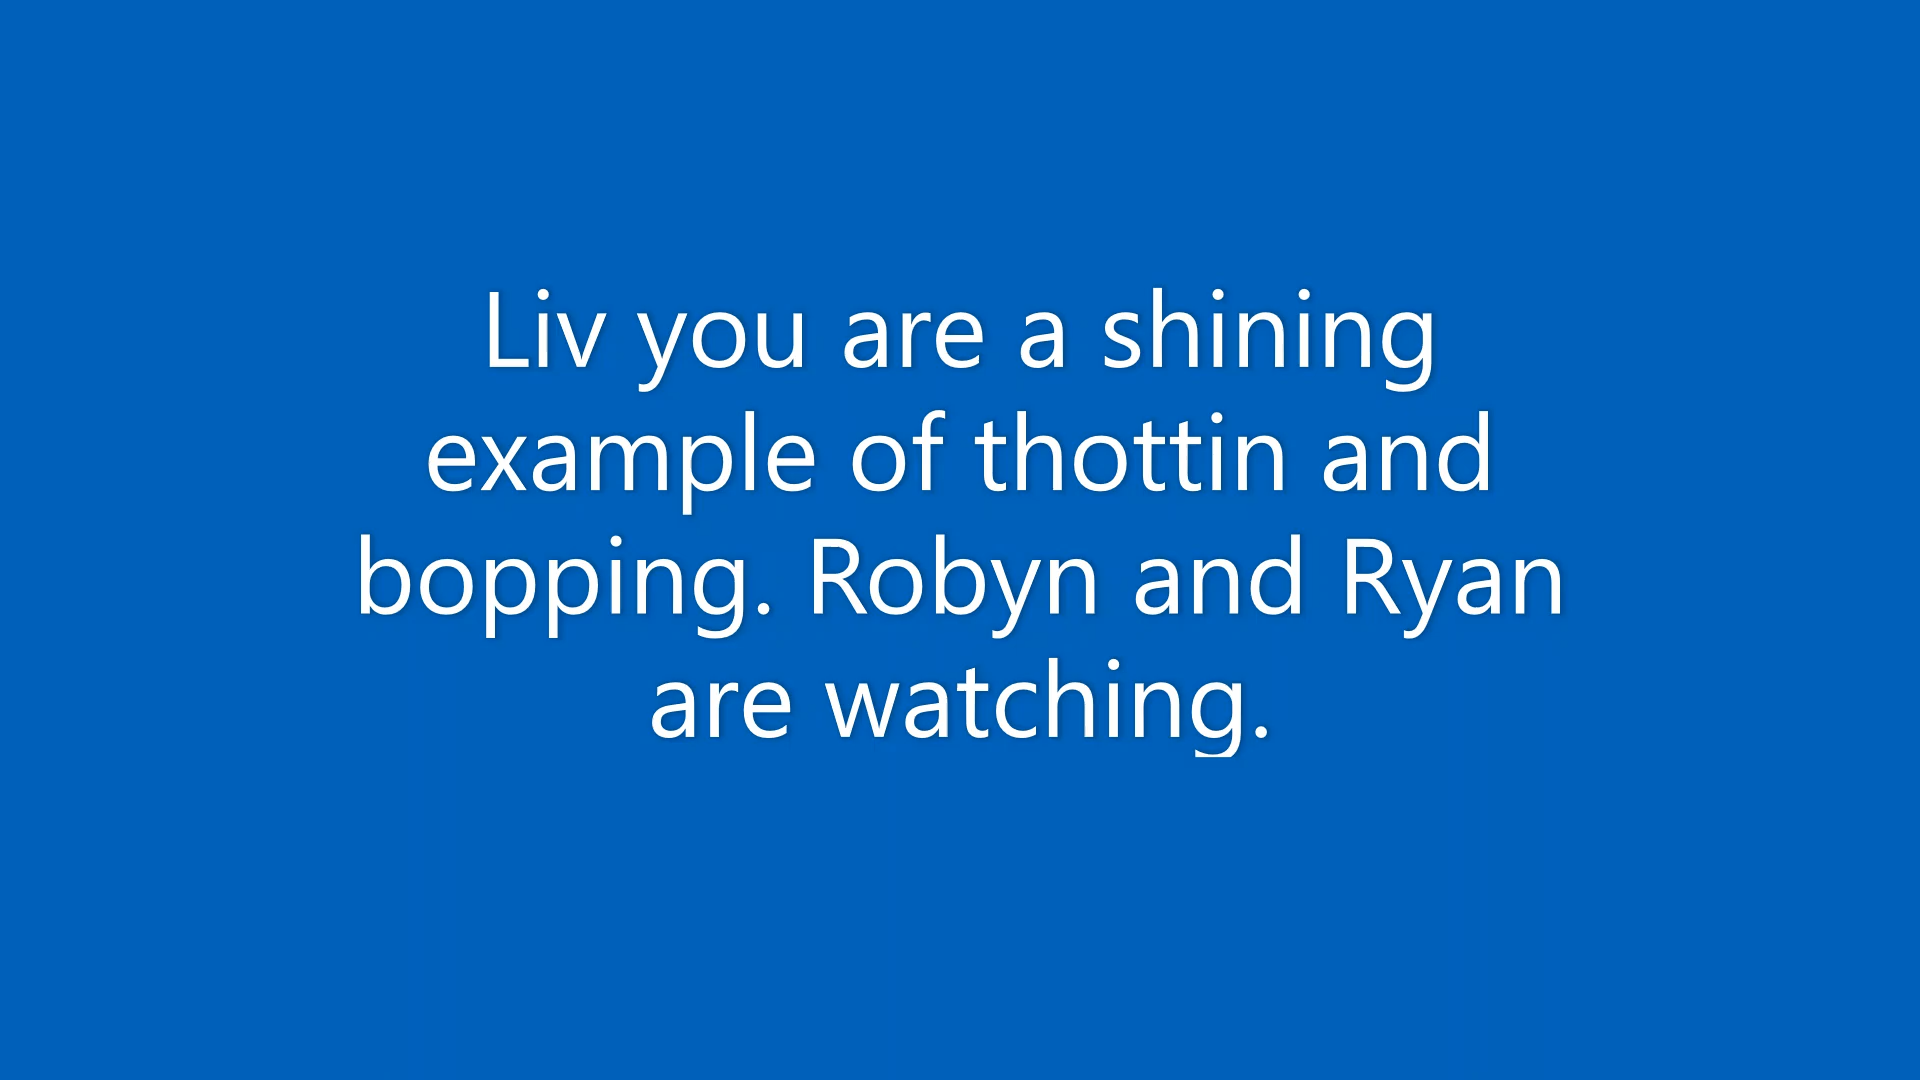 Liv you are a shining
example of thottin and
bopping. Robyn and Ryan
are watching.